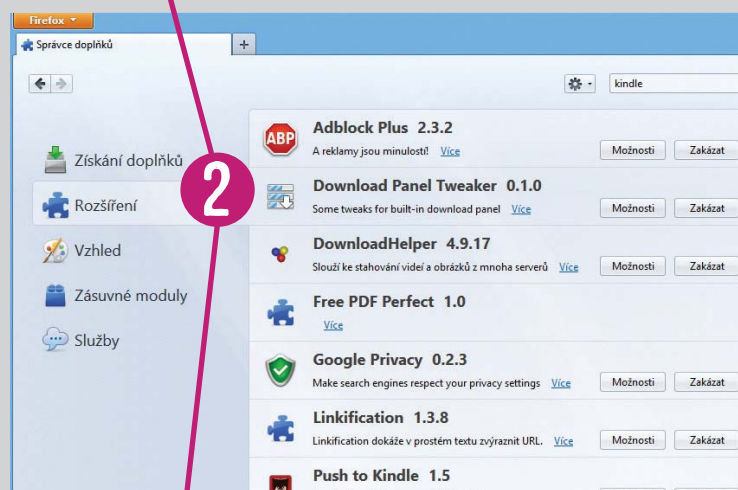 Firefox
Správce doplňků
+
kindle
Získání doplňků
2
Rozšíření
Vzhled
Zásuvné moduly
Služby
ABP
Adblock Plus 2.3.2
A reklamy jsou minulostí! Více
Možnosti Zakázat
Download Panel Tweaker 0.1.0
Some tweaks for built-in download panel Více
Možnosti Zakázat
DownloadHelper 4.9.17
Slouží ke stahování videí a obrázků z mnoha serverů Více
Možnosti Zakázat
Free PDF Perfect 1.0
Více
Google Privacy 0.2.3
Make search engines respect your privacy settings Více
Možnosti Zakázat
Linkification 1.3.8
Linkification dokáže v prostém textu zvýraznit URL. Více
Možnosti Zakázat
Push to Kindle 1.5